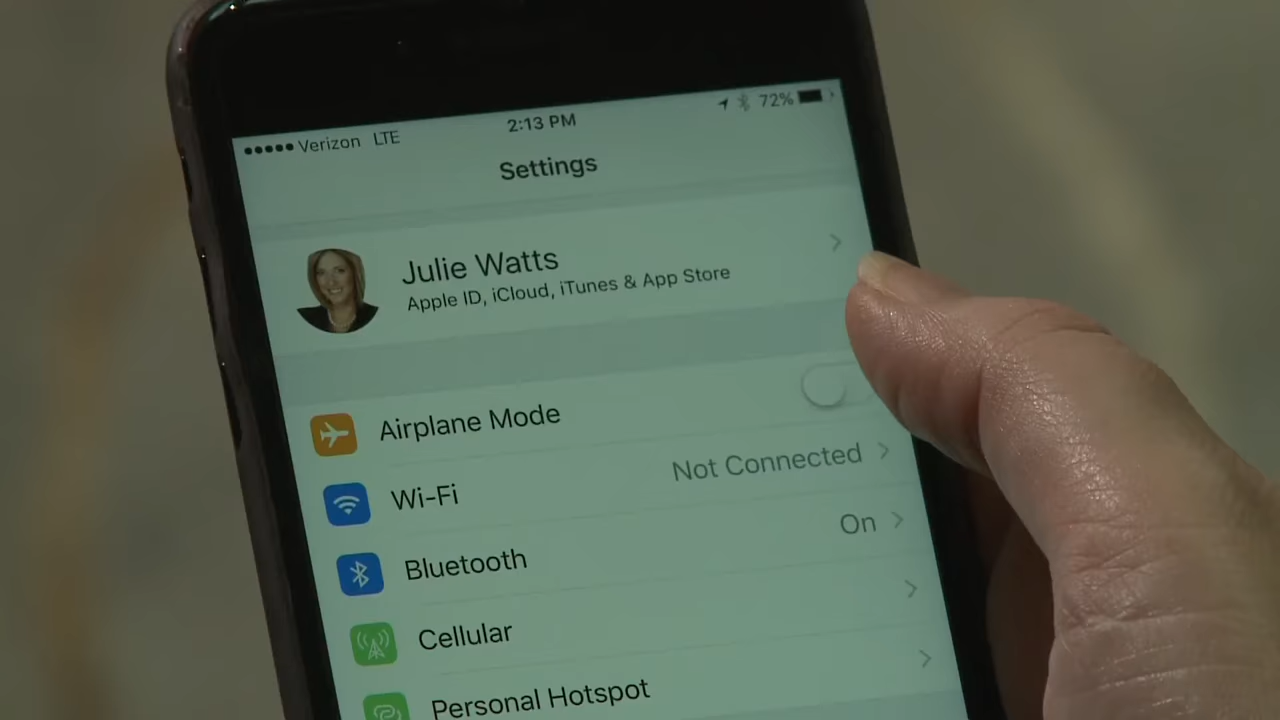 Verizon LTE 2:13 PM 72%
Settings
Julie Watts
Apple ID, iCloud, iTunes & App Store
Airplane Mode
Wi-Fi Not Connected
Bluetooth On
Cellular
Personal Hotspot